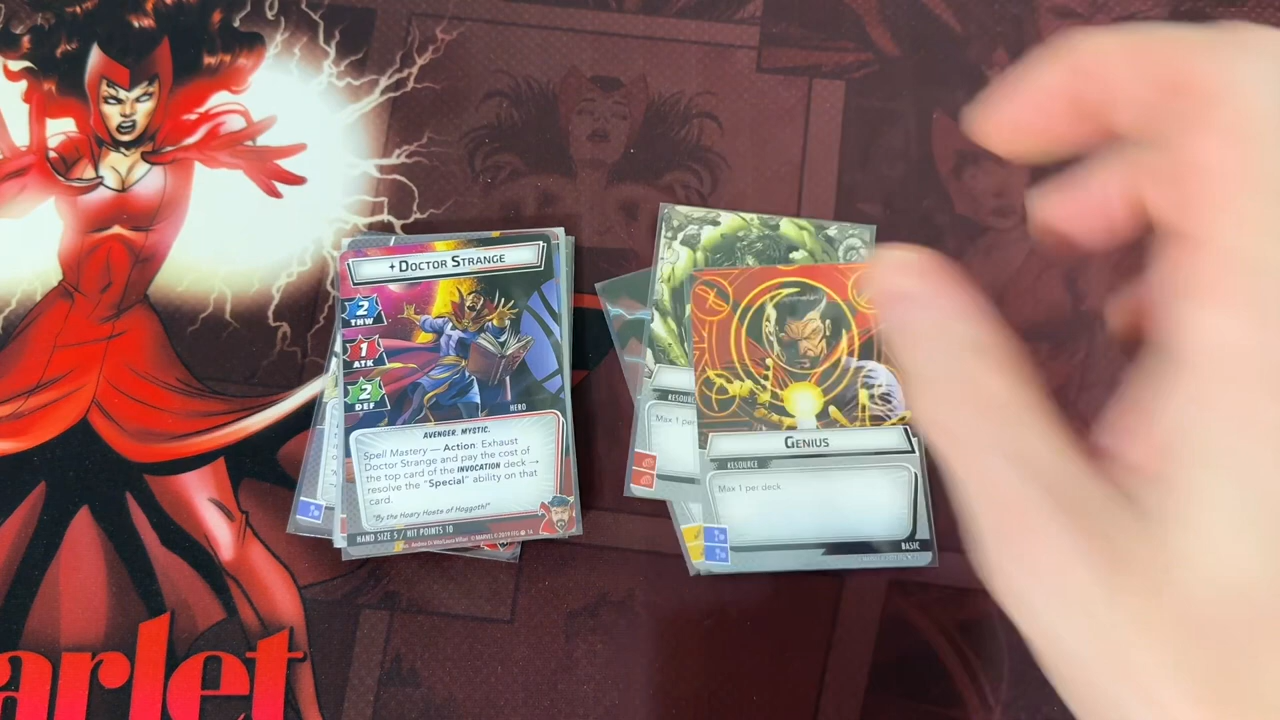 DOCTOR STRANGE
2
THW
1
ATK
2
DEF
HERO
AVENGER. MYSTIC.
Spell Mastery — Action: Exhaust
Doctor Strange and pay the cost of
the top card of the INVOCATION deck →
resolve the "Special" ability on that
card.
"By the Hoary Hosts of Hoggoth!"
HAND SIZE 5 / HIT POINTS 10
RESOURC
Max 1 per
GENIUS
RESOURCE
Max 1 per deck.
BASIC
arlet